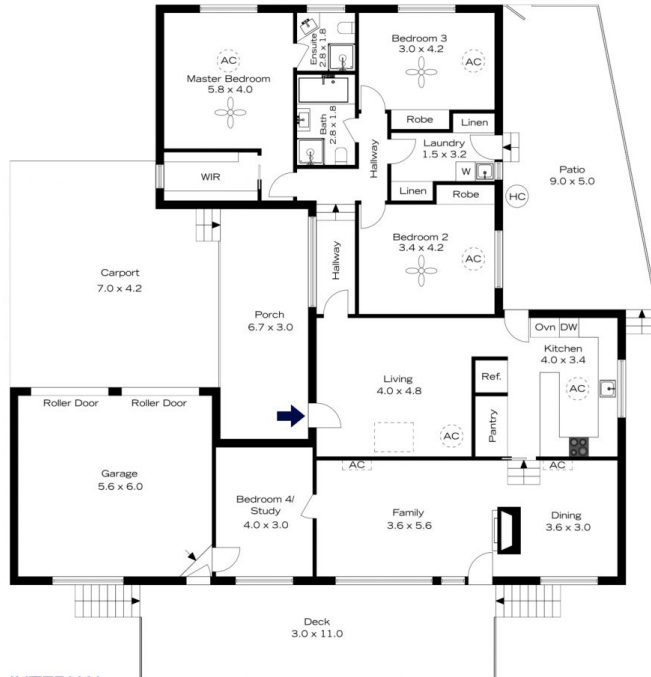 AC
Master Bedroom
5.8 x 4.0
Ensuite
2.8 x 1.8
Bedroom 3
3.0 x 4.2
AC
Bath
2.8 x 1.8
Robe
Linen
Hallway
Laundry
1.5 x 3.2
W
WIR
Linen
Robe
HC
Patio
9.0 x 5.0
Bedroom 2
3.4 x 4.2
AC
Hallway
Carport
7.0 x 4.2
Porch
6.7 x 3.0
Ovn
DW
Kitchen
4.0 x 3.4
AC
Living
4.0 x 4.8
Ref.
Pantry
AC
Roller Door
Roller Door
Garage
5.6 x 6.0
Bedroom 4/
Study
4.0 x 3.0
AC
AC
Family
3.6 x 5.6
Dining
3.6 x 3.0
Deck
3.0 x 11.0